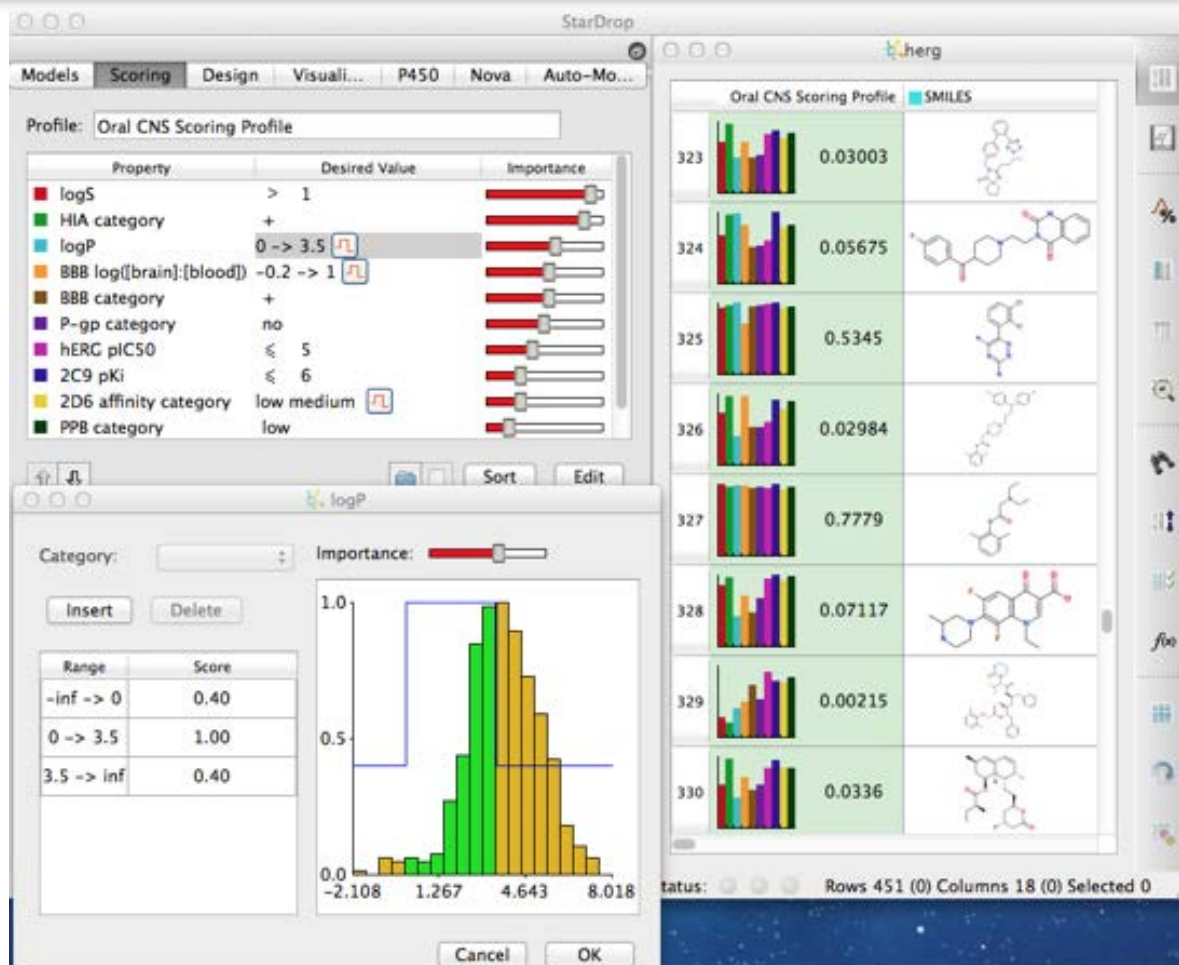 StarDrop
Models Scoring Design Visuali... P450 Nova Auto-Mo...
Profile: Oral CNS Scoring Profile
Property Desired Value Importance
logS > 1
HIA category +
logP 0 -> 3.5
BBB log([brain]:[blood]) -0.2 -> 1
BBB category +
P-gp category no
hERG pIC50 ⩽ 5
2C9 pKi ⩽ 6
2D6 affinity category low medium
PPB category low
Sort Edit
logP
Category: Importance:
Insert Delete
Range Score
-inf -> 0 0.40
0 -> 3.5 1.00
3.5 -> inf 0.40
1.0
0.5
0.0
-2.108 1.267 4.643 8.018
Cancel OK
herg
Oral CNS Scoring Profile SMILES
323 0.03003
324 0.05675
325 0.5345
326 0.02984
327 0.7779
328 0.07117
329 0.00215
330 0.0336
tatus: Rows 451 (0) Columns 18 (0) Selected 0
%
f(x)